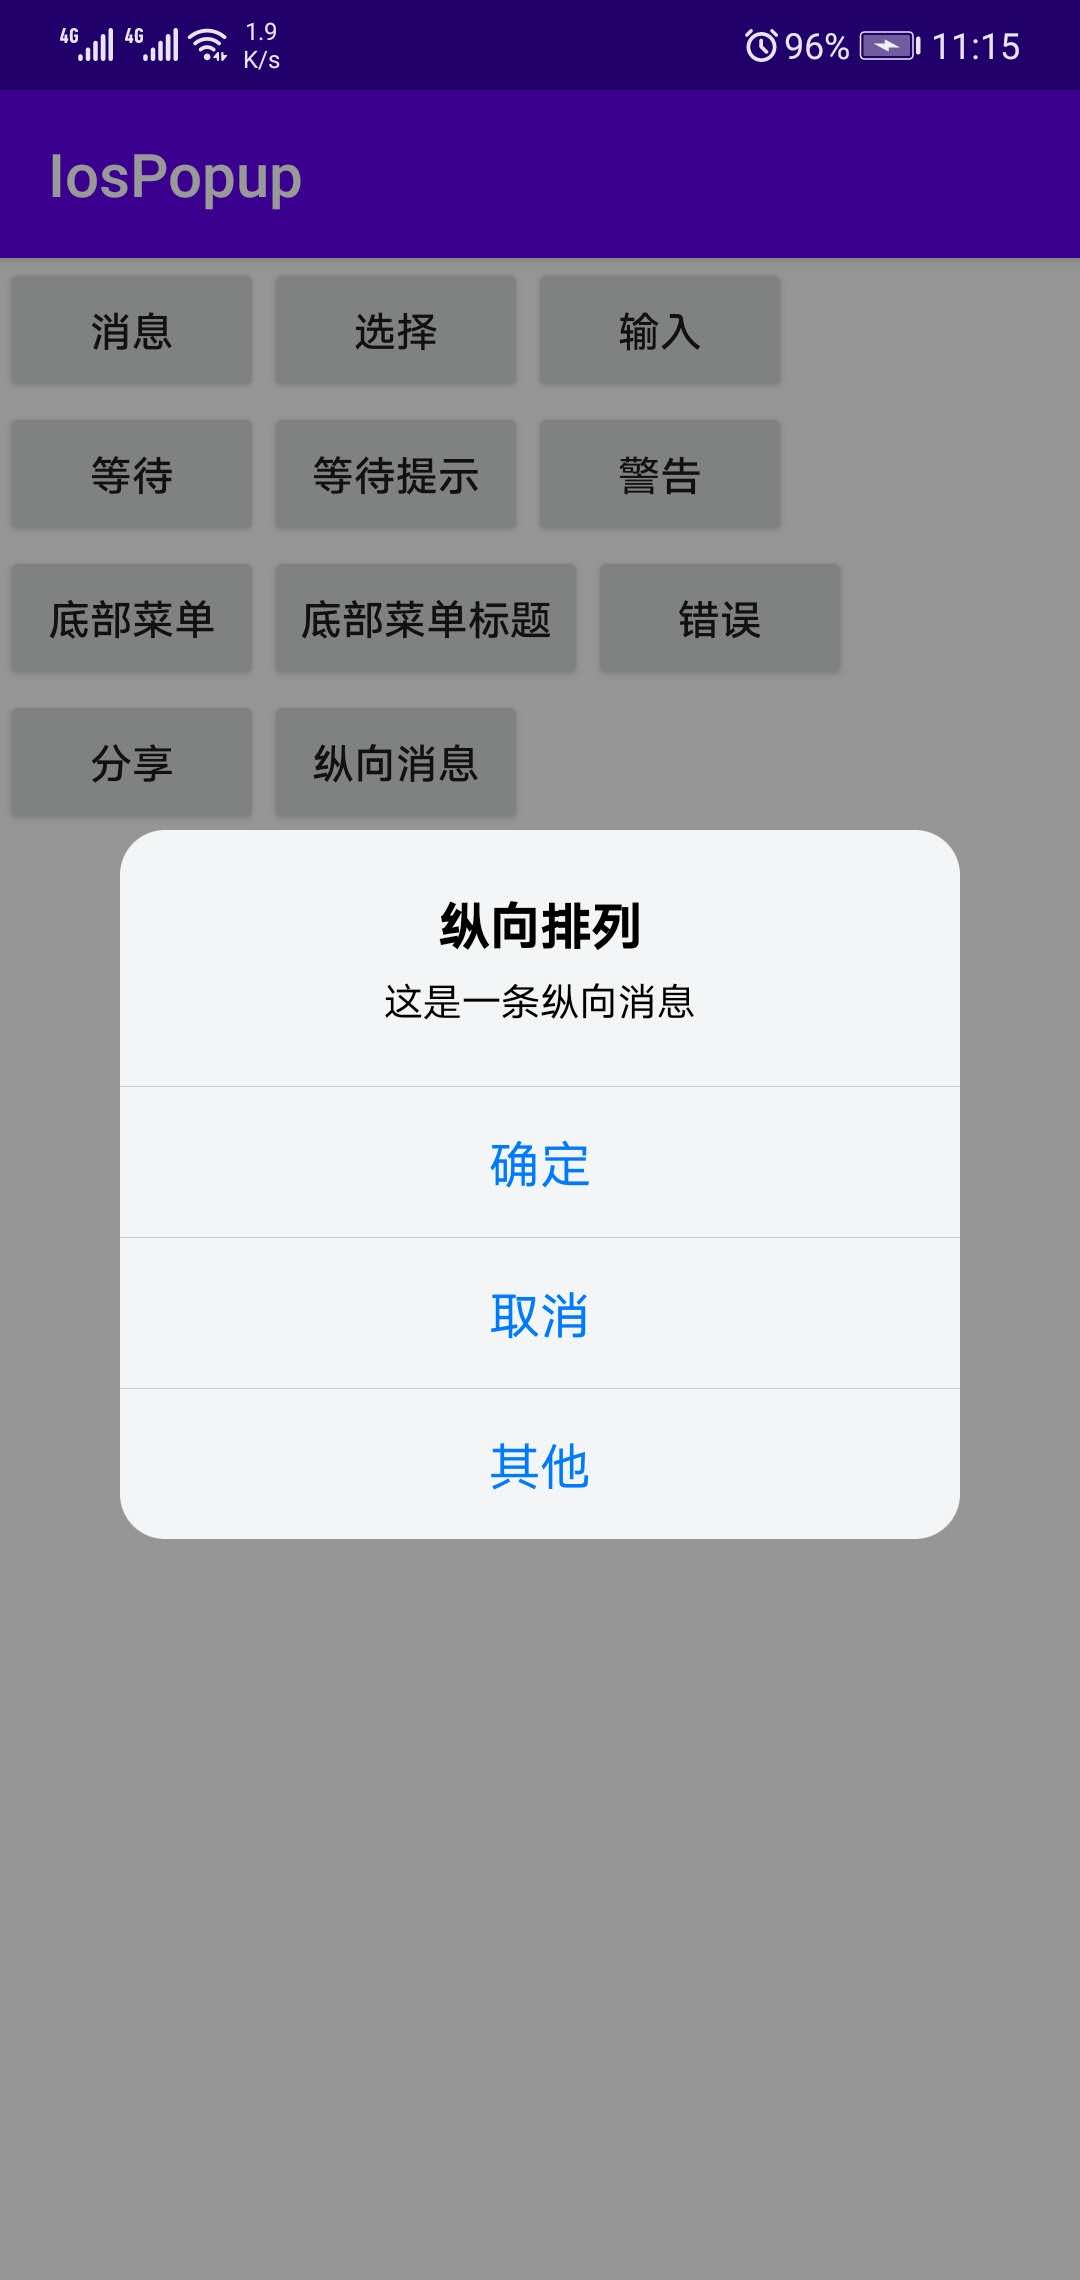 4G 4G 1.9 K/s 96% 11:15
IosPopup
消息 选择 输入
等待 等待提示 警告
底部菜单 底部菜单标题 错误
分享 纵向消息
纵向排列
这是一条纵向消息
确定
取消
其他